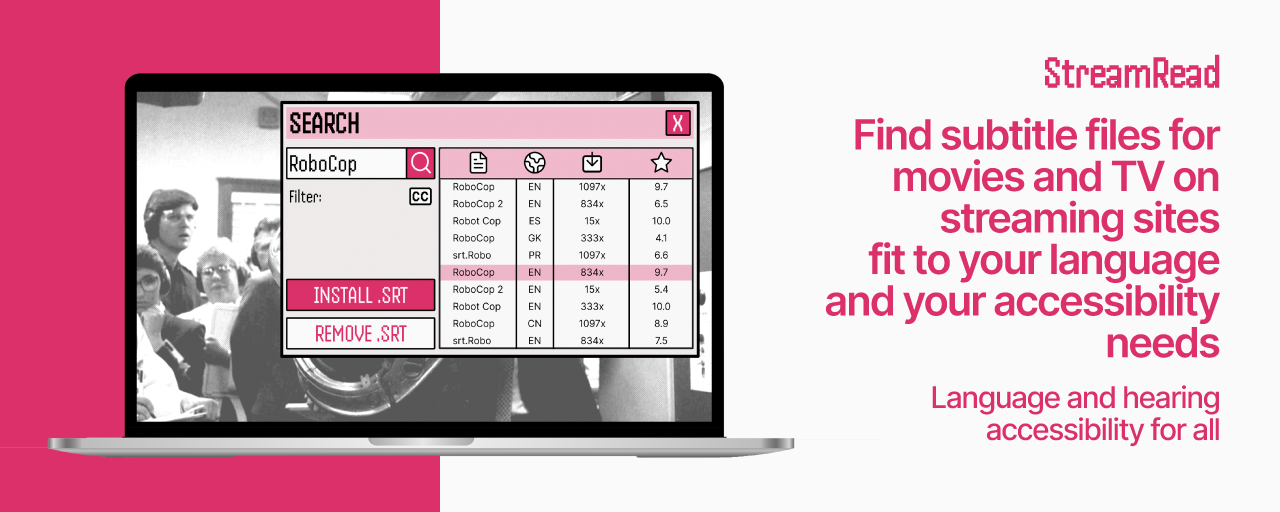 SEARCH
X
RoboCop
Filter: CC
INSTALL .SRT
REMOVE .SRT
RoboCop EN 1097x 9.7
RoboCop 2 EN 834x 6.5
Robot Cop ES 15x 10.0
RoboCop GK 333x 4.1
srt.Robo PR 1097x 6.6
RoboCop EN 834x 9.7
RoboCop 2 EN 15x 5.4
Robot Cop EN 333x 10.0
RoboCop CN 1097x 8.9
srt.Robo EN 834x 7.5
StreamRead
Find subtitle files for
movies and TV on
streaming sites
fit to your language
and your accessibility
needs
Language and hearing
accessibility for all